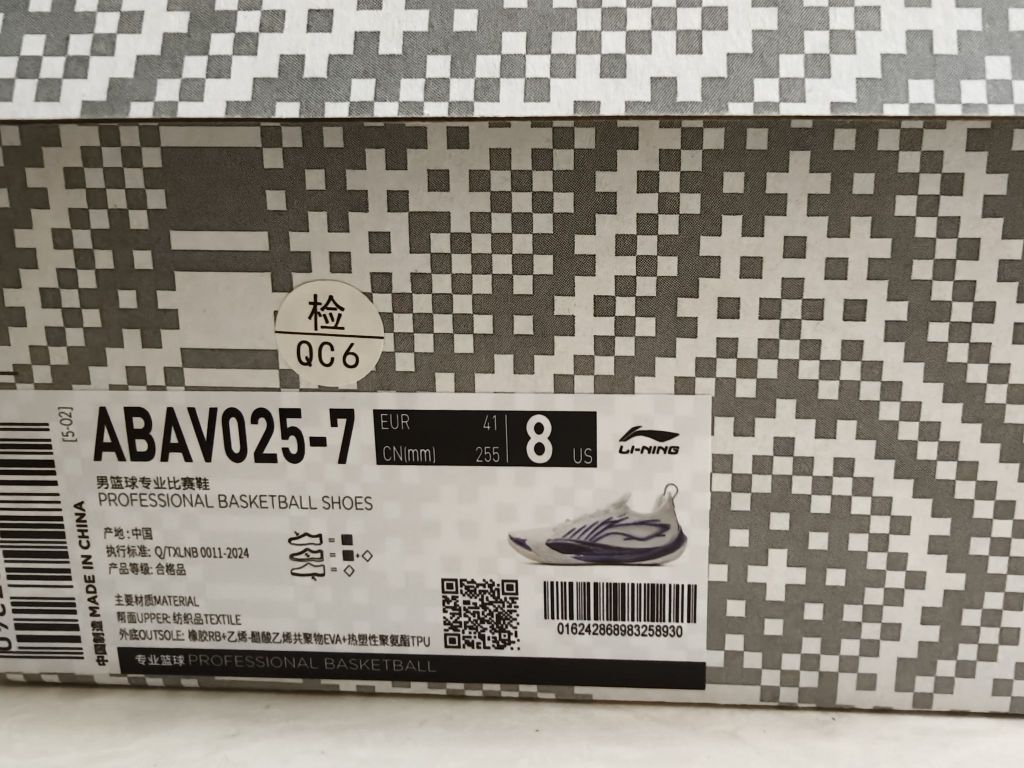 检
QC6
[5-02]
ABAV025-7
EUR 41
CN(mm) 255
8 US
LI-NING
男篮球专业比赛鞋
PROFESSIONAL BASKETBALL SHOES
产地: 中国
执行标准: Q/TXLNB 0011-2024
产品等级: 合格品
主要材质MATERIAL
帮面UPPER: 纺织品TEXTILE
外底OUTSOLE: 橡胶RB+乙烯-醋酸乙烯共聚物EVA+热塑性聚氨酯TPU
016242868983258930
专业篮球 PROFESSIONAL BASKETBALL
中国制造 MADE IN CHINA